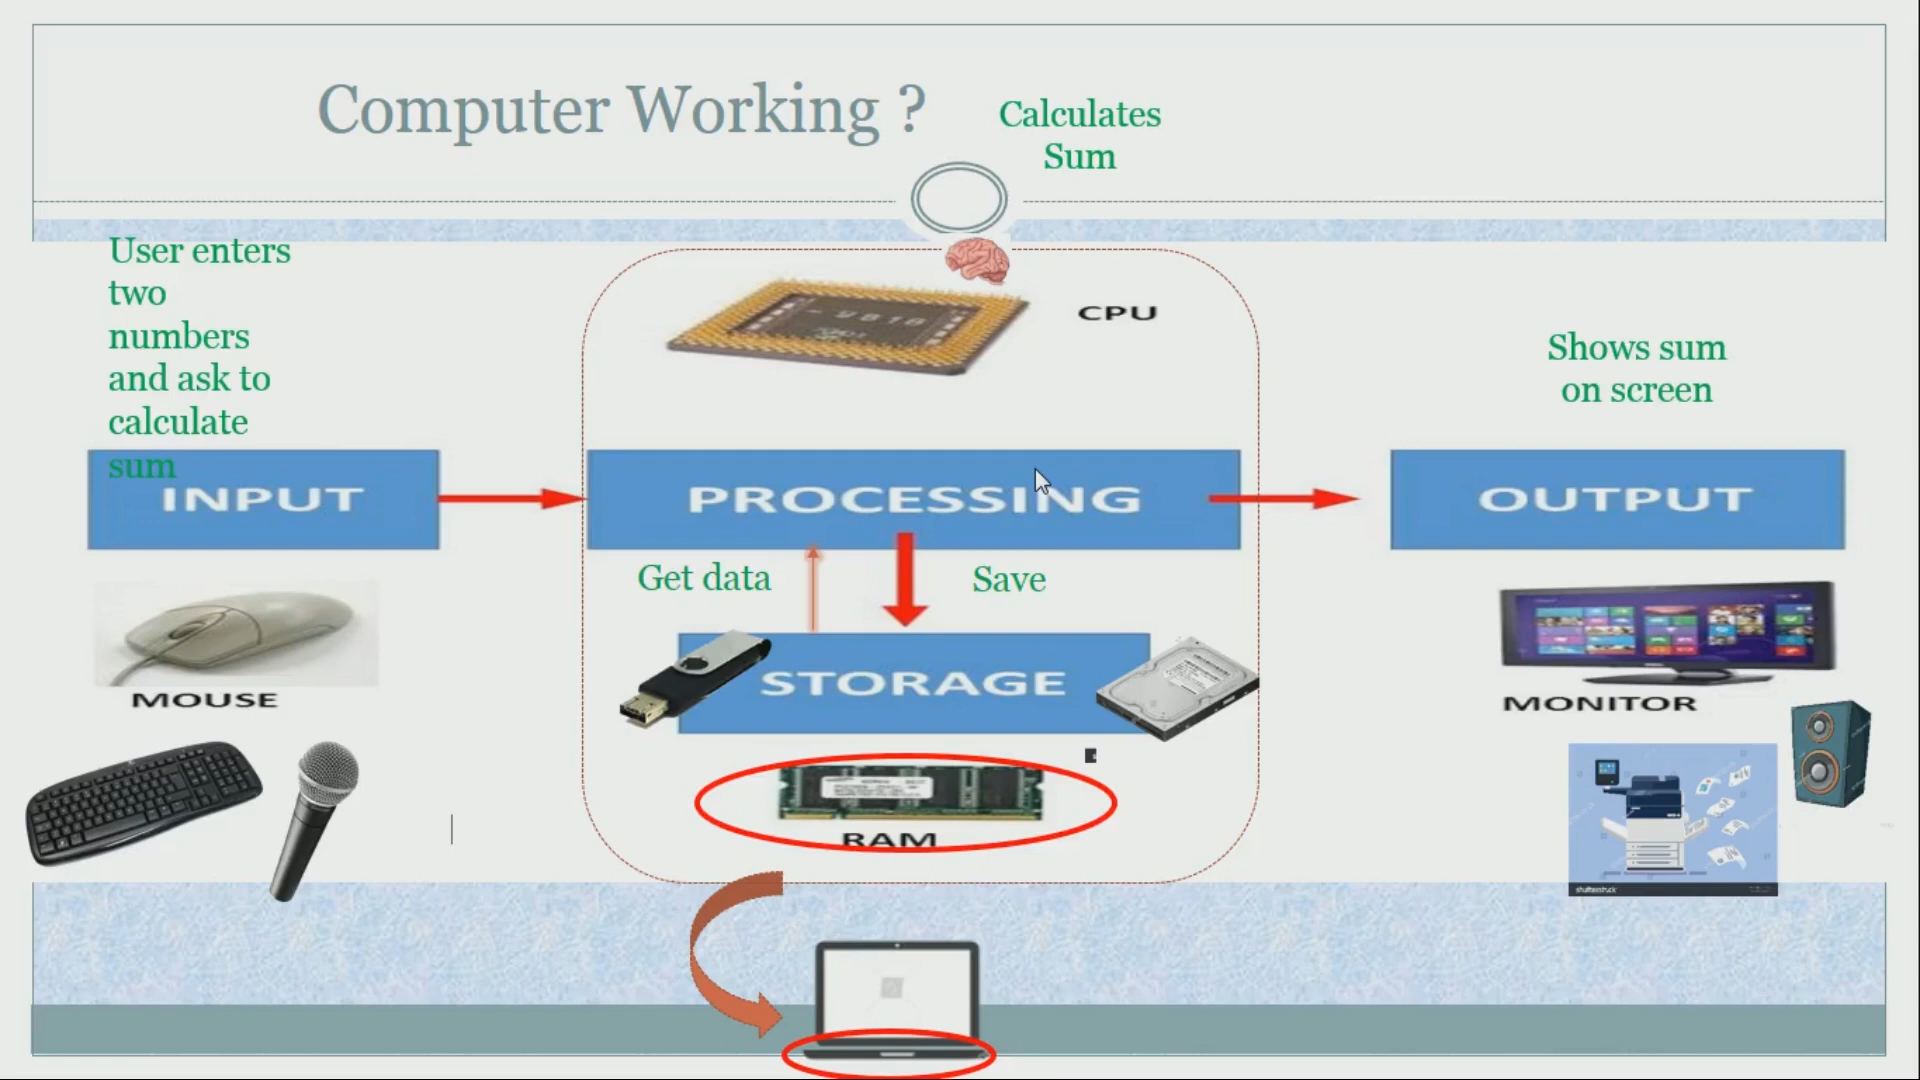 Computer Working ?
Calculates
Sum
User enters
two
numbers
and ask to
calculate
sum
CPU
Shows sum
on screen
INPUT
PROCESSING
OUTPUT
Get data
Save
STORAGE
MOUSE
MONITOR
RAM
shutterstock